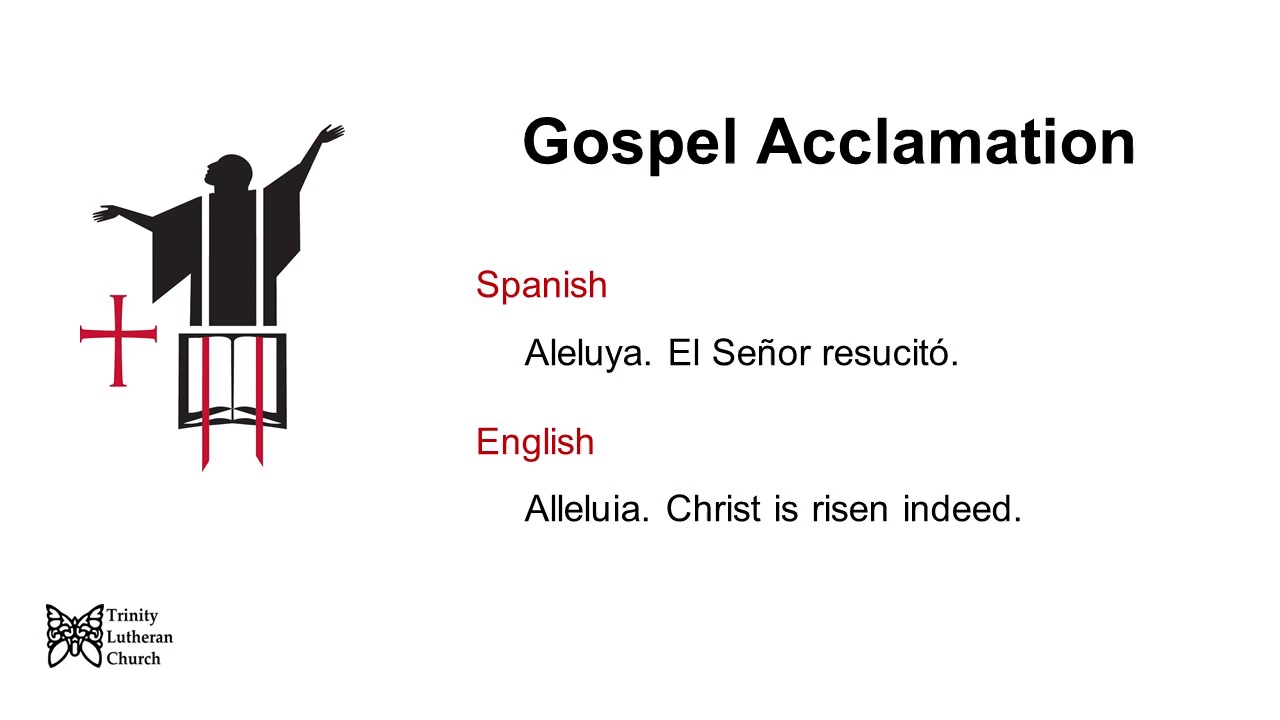 Gospel Acclamation
Spanish
Aleluya. El Señor resucitó.
English
Alleluia. Christ is risen indeed.
Trinity
Lutheran
Church